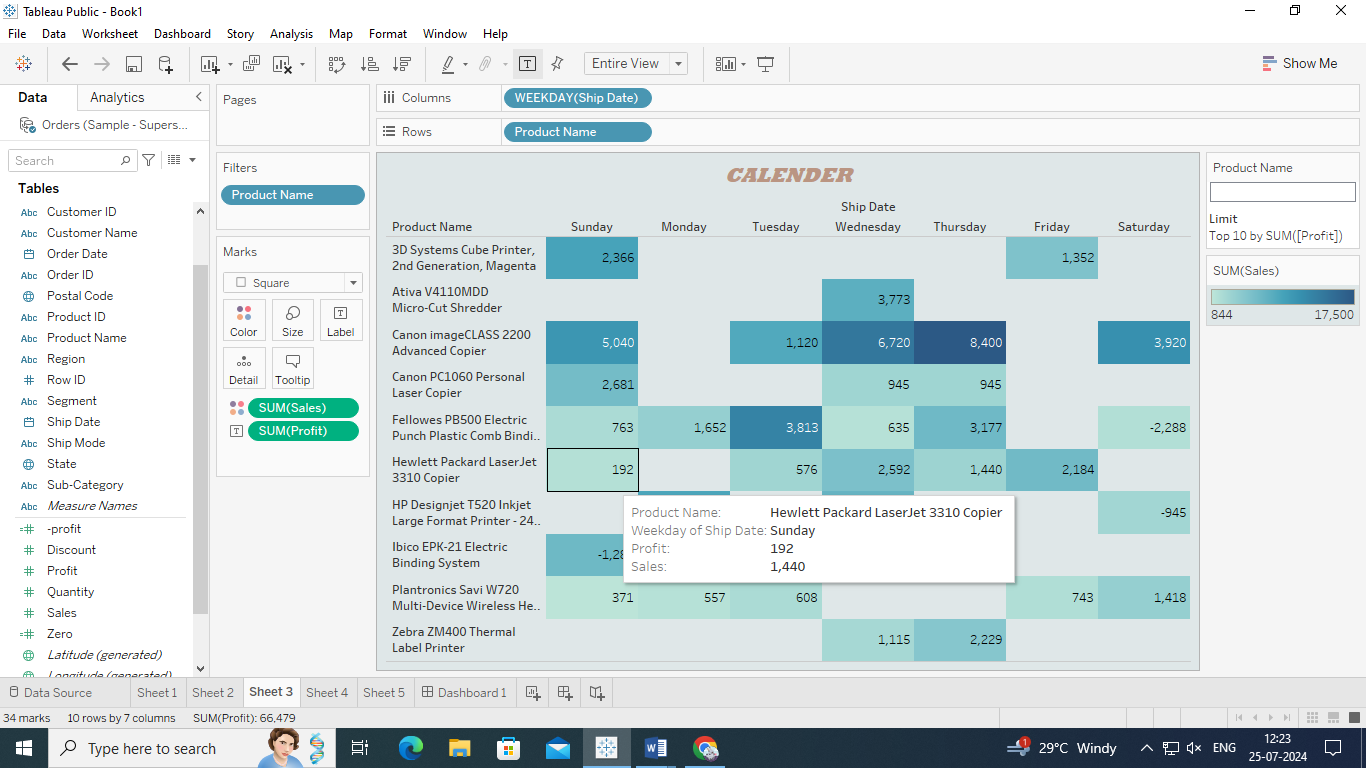 Tableau Public - Book1
File Data Worksheet Dashboard Story Analysis Map Format Window Help
Entire View
Show Me
Data Analytics
Orders (Sample - Supers...
Search
Tables
Abc Customer ID
Abc Customer Name
Order Date
Abc Order ID
Postal Code
Abc Product ID
Abc Product Name
Abc Region
Row ID
Abc Segment
Ship Date
Abc Ship Mode
State
Abc Sub-Category
Abc Measure Names
-profit
Discount
Profit
Quantity
Sales
Zero
Latitude (generated)
Longitude (generated)
Pages
Filters
Product Name
Marks
Square
Color Size Label
Detail Tooltip
SUM(Sales)
SUM(Profit)
Columns WEEKDAY(Ship Date)
Rows Product Name
CALENDER
Ship Date
Product Name Sunday Monday Tuesday Wednesday Thursday Friday Saturday
3D Systems Cube Printer,
2nd Generation, Magenta
2,366 1,352
Ativa V4110MDD
Micro-Cut Shredder
3,773
Canon imageCLASS 2200
Advanced Copier
5,040 1,120 6,720 8,400 3,920
Canon PC1060 Personal
Laser Copier
2,681 945 945
Fellowes PB500 Electric
Punch Plastic Comb Bindi..
763 1,652 3,813 635 3,177 -2,288
Hewlett Packard LaserJet
3310 Copier
192 576 2,592 1,440 2,184
HP Designjet T520 Inkjet
Large Format Printer - 24..
-945
Ibico EPK-21 Electric
Binding System
Plantronics Savi W720
Multi-Device Wireless He..
371 557 608 743 1,418
Zebra ZM400 Thermal
Label Printer
1,115 2,229
Product Name: Hewlett Packard LaserJet 3310 Copier
Weekday of Ship Date: Sunday
Profit: 192
Sales: 1,440
Product Name
Limit
Top 10 by SUM([Profit])
SUM(Sales)
844 17,500
Data Source Sheet 1 Sheet 2 Sheet 3 Sheet 4 Sheet 5 Dashboard 1
34 marks 10 rows by 7 columns SUM(Profit): 66,479
Type here to search
1 29°C Windy ENG
12:23
25-07-2024